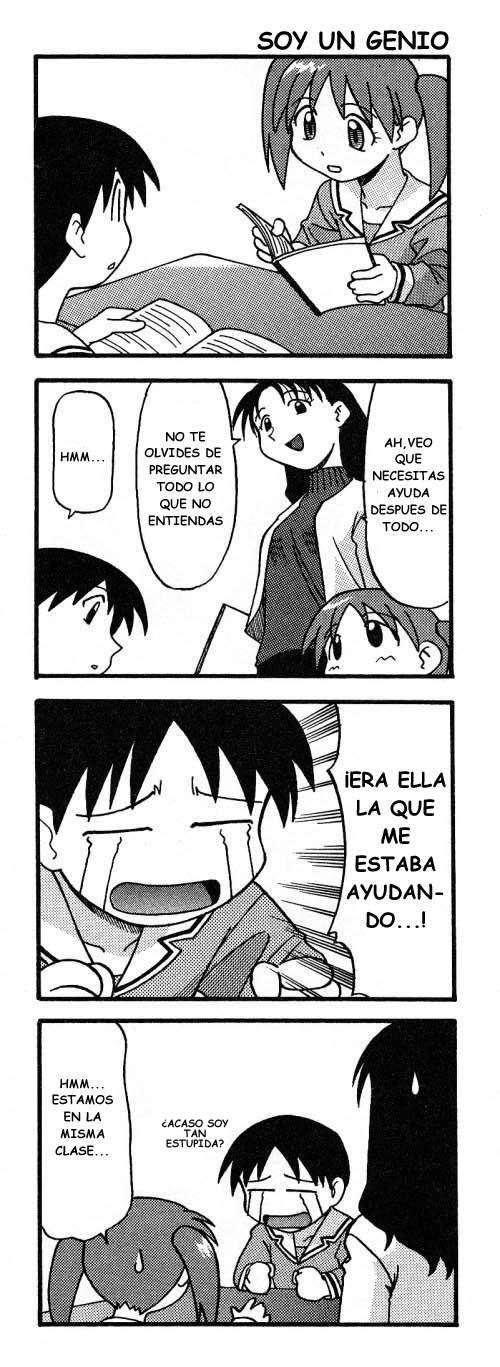 SOY UN GENIO
AH,VEO
QUE
NECESITAS
AYUDA
DESPUES DE
TODO...
NO TE
OLVIDES DE
PREGUNTAR
TODO LO
QUE NO
ENTIENDAS
HMM...
¡ERA ELLA
LA QUE
ME
ESTABA
AYUDAN-
DO...!
¿ACASO SOY
TAN
ESTUPIDA?
HMM...
ESTAMOS
EN LA
MISMA
CLASE...